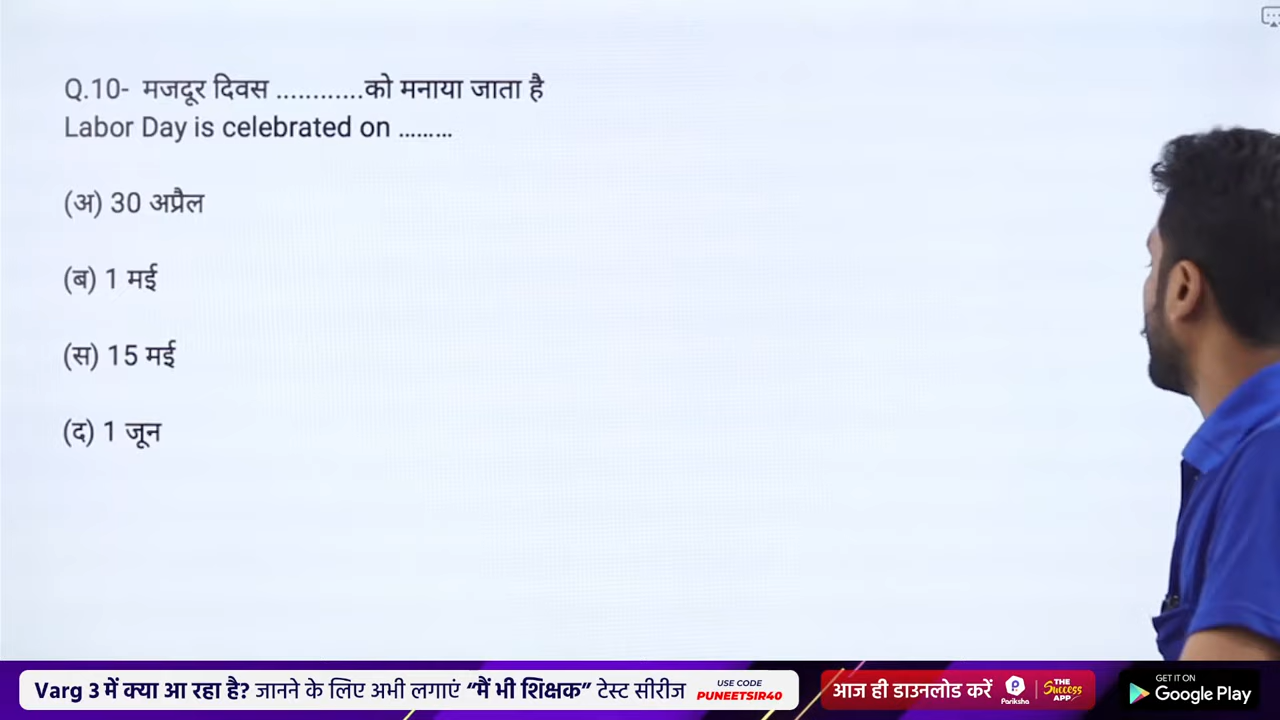 Q.10- मजदूर दिवस ............को मनाया जाता है
Labor Day is celebrated on .........
(अ) 30 अप्रैल
(ब) 1 मई
(स) 15 मई
(द) 1 जून
Varg 3 में क्या आ रहा है? जानने के लिए अभी लगाएं “मैं भी शिक्षक” टेस्ट सीरीज
USE CODE
PUNEETSIR40
आज ही डाउनलोड करें
Pariksha
THE
Success
APP
GET IT ON
Google Play